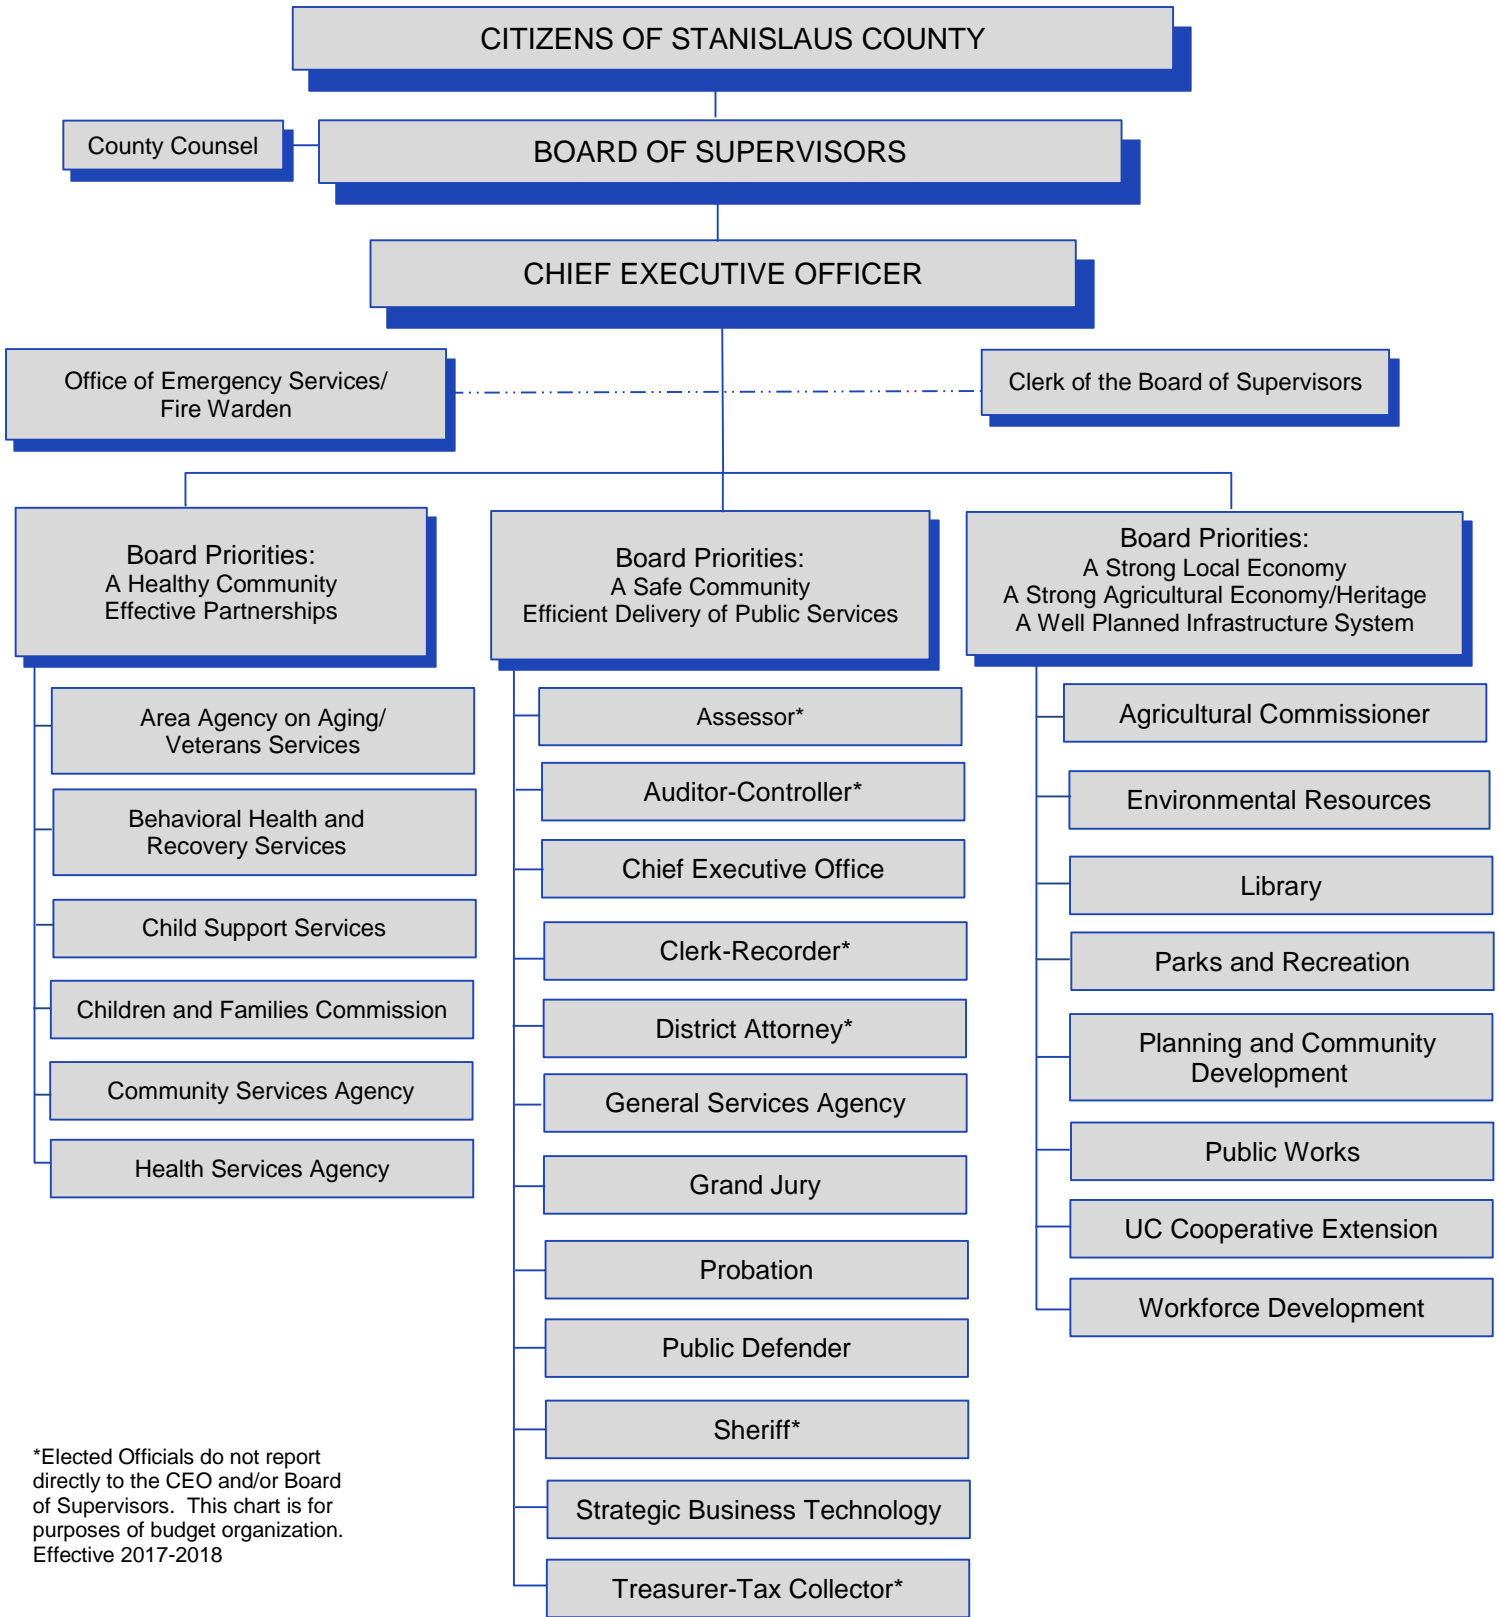 CITIZENS OF STANISLAUS COUNTY
County Counsel
BOARD OF SUPERVISORS
CHIEF EXECUTIVE OFFICER
Office of Emergency Services/
Fire Warden
Clerk of the Board of Supervisors
Board Priorities:
A Healthy Community
Effective Partnerships
Board Priorities:
A Safe Community
Efficient Delivery of Public Services
Board Priorities:
A Strong Local Economy
A Strong Agricultural Economy/Heritage
A Well Planned Infrastructure System
Area Agency on Aging/
Veterans Services
Behavioral Health and
Recovery Services
Child Support Services
Children and Families Commission
Community Services Agency
Health Services Agency
Assessor*
Auditor-Controller*
Chief Executive Office
Clerk-Recorder*
District Attorney*
General Services Agency
Grand Jury
Probation
Public Defender
Sheriff*
Strategic Business Technology
Treasurer-Tax Collector*
Agricultural Commissioner
Environmental Resources
Library
Parks and Recreation
Planning and Community
Development
Public Works
UC Cooperative Extension
Workforce Development
*Elected Officials do not report
directly to the CEO and/or Board
of Supervisors.  This chart is for
purposes of budget organization.
Effective 2017-2018